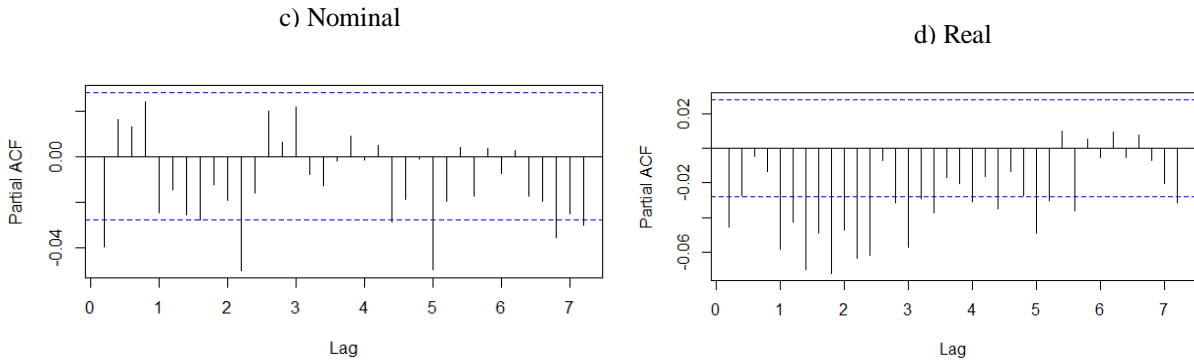 c) Nominal
Partial ACF
0.00
-0.04
0 1 2 3 4 5 6 7
Lag
d) Real
Partial ACF
0.02
-0.02
-0.06
0 1 2 3 4 5 6 7
Lag